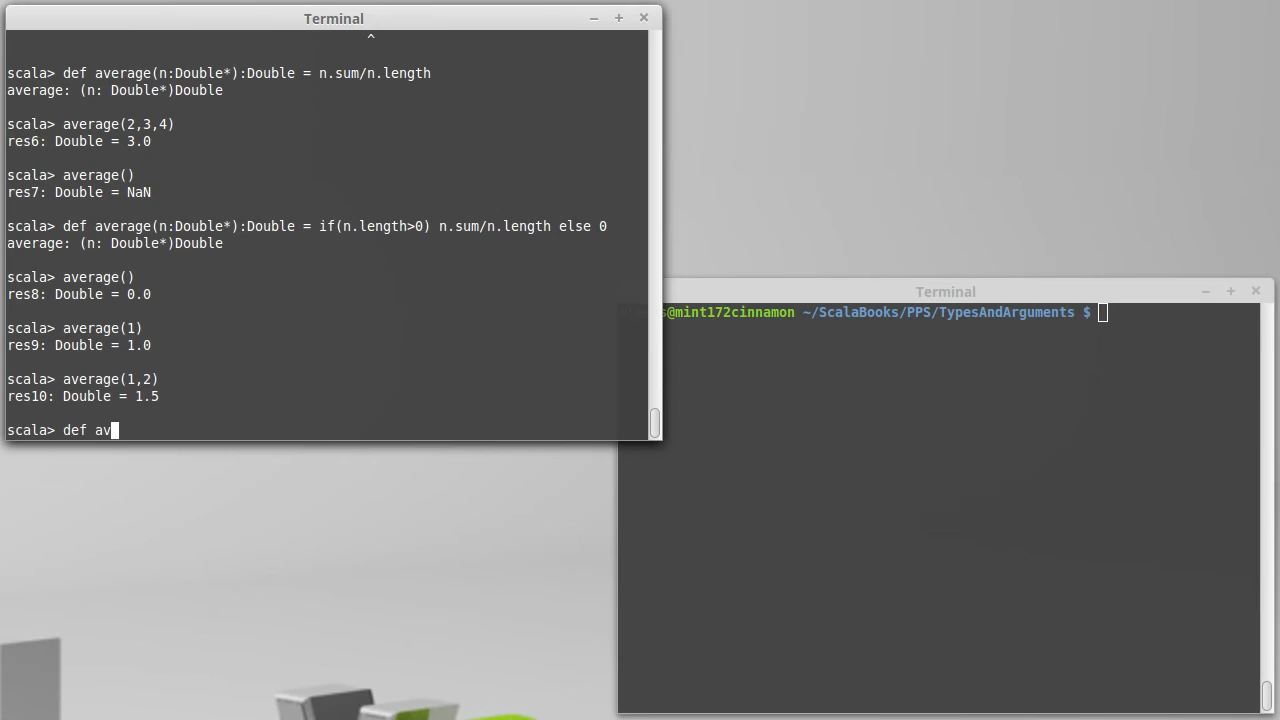 Terminal
^
scala> def average(n:Double*):Double = n.sum/n.length
average: (n: Double*)Double
scala> average(2,3,4)
res6: Double = 3.0
scala> average()
res7: Double = NaN
scala> def average(n:Double*):Double = if(n.length>0) n.sum/n.length else 0
average: (n: Double*)Double
scala> average()
res8: Double = 0.0
scala> average(1)
res9: Double = 1.0
scala> average(1,2)
res10: Double = 1.5
scala> def av
Terminal
s@mint172cinnamon ~/ScalaBooks/PPS/TypesAndArguments $